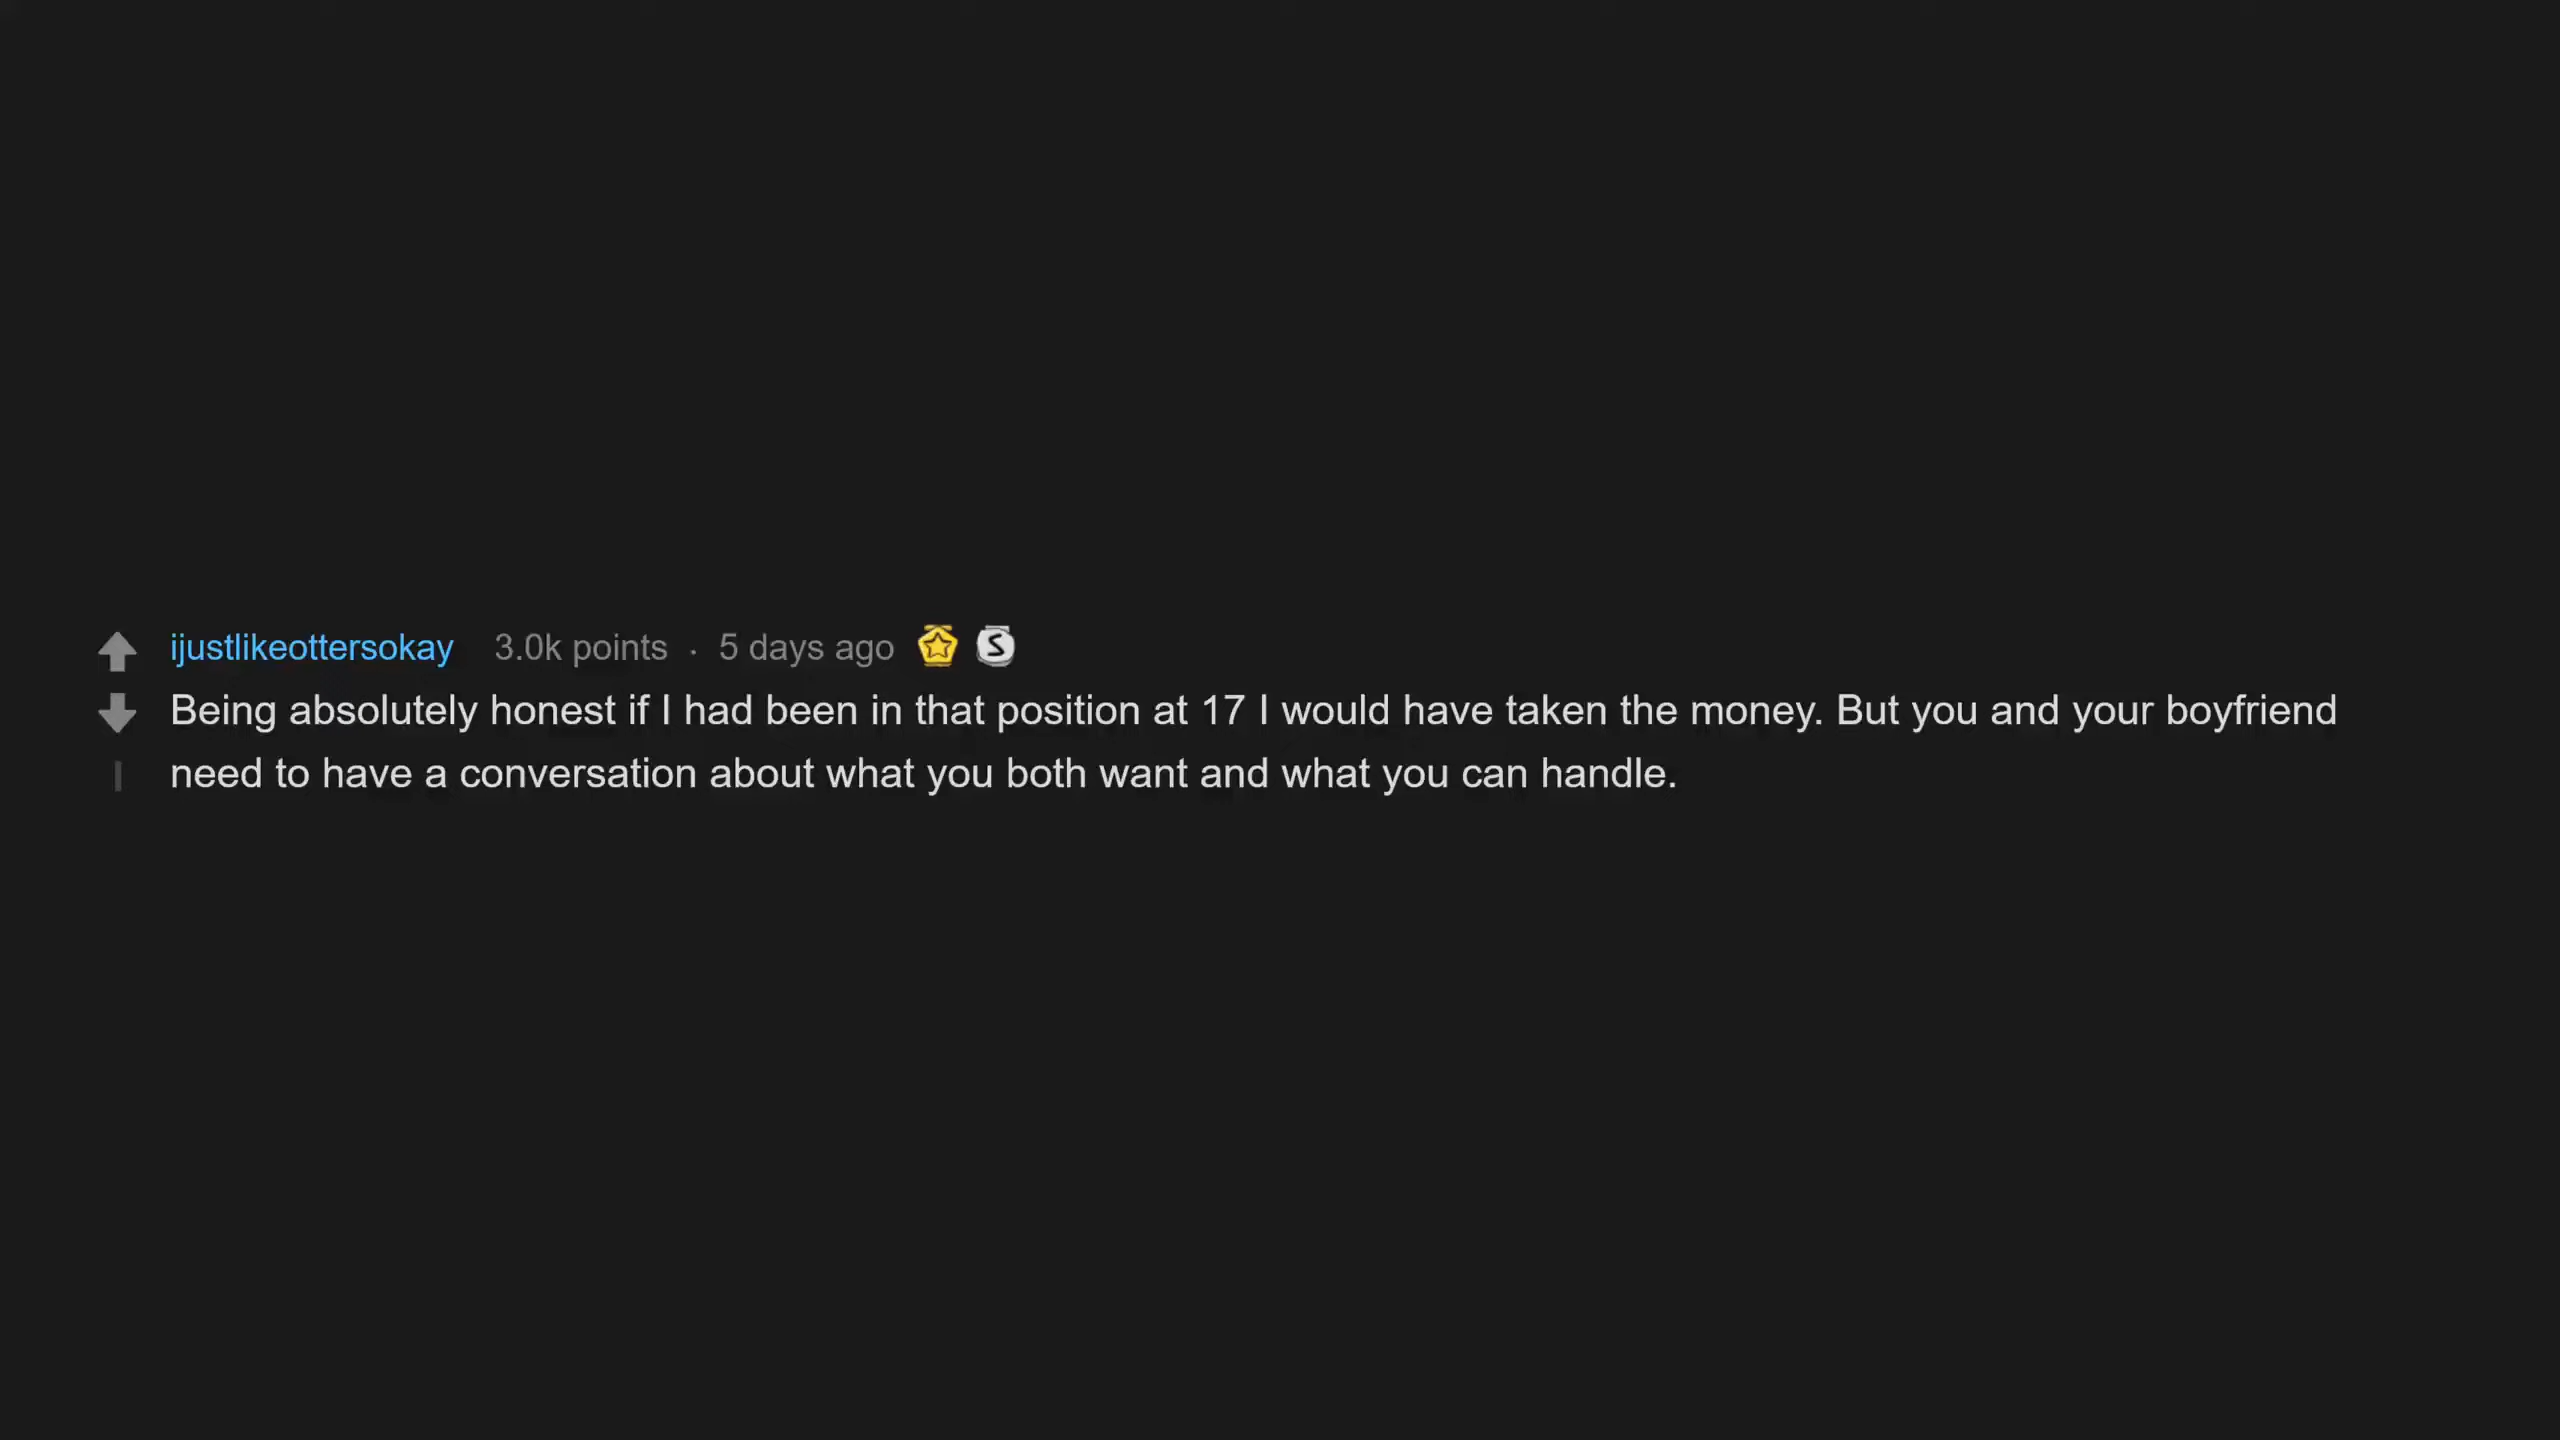 ijustlikeottersokay 3.0k points · 5 days ago S
Being absolutely honest if I had been in that position at 17 I would have taken the money. But you and your boyfriend
need to have a conversation about what you both want and what you can handle.